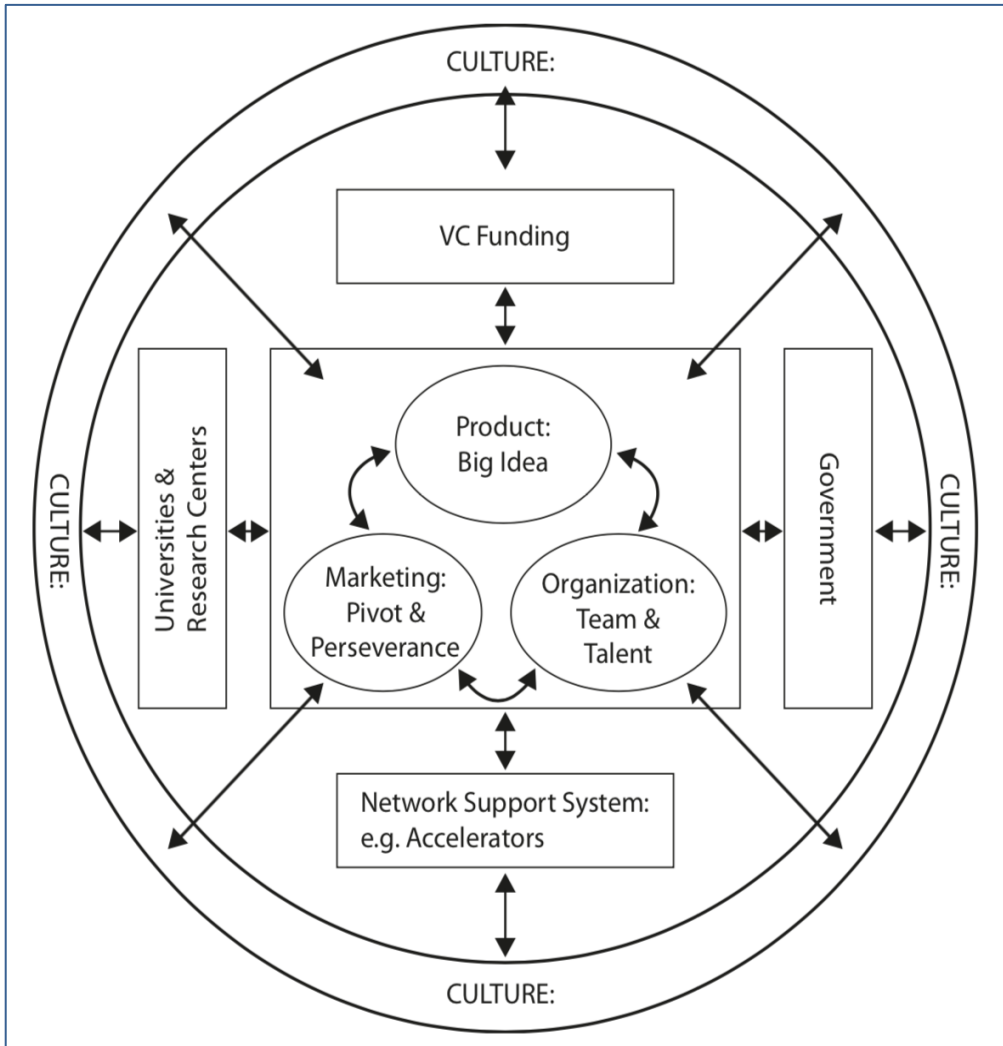 CULTURE:
VC Funding
Product:
Big Idea
Universities &
Research Centers
CULTURE:
Marketing:
Pivot &
Perseverance
Organization:
Team &
Talent
Government
CULTURE:
Network Support System:
e.g. Accelerators
CULTURE: